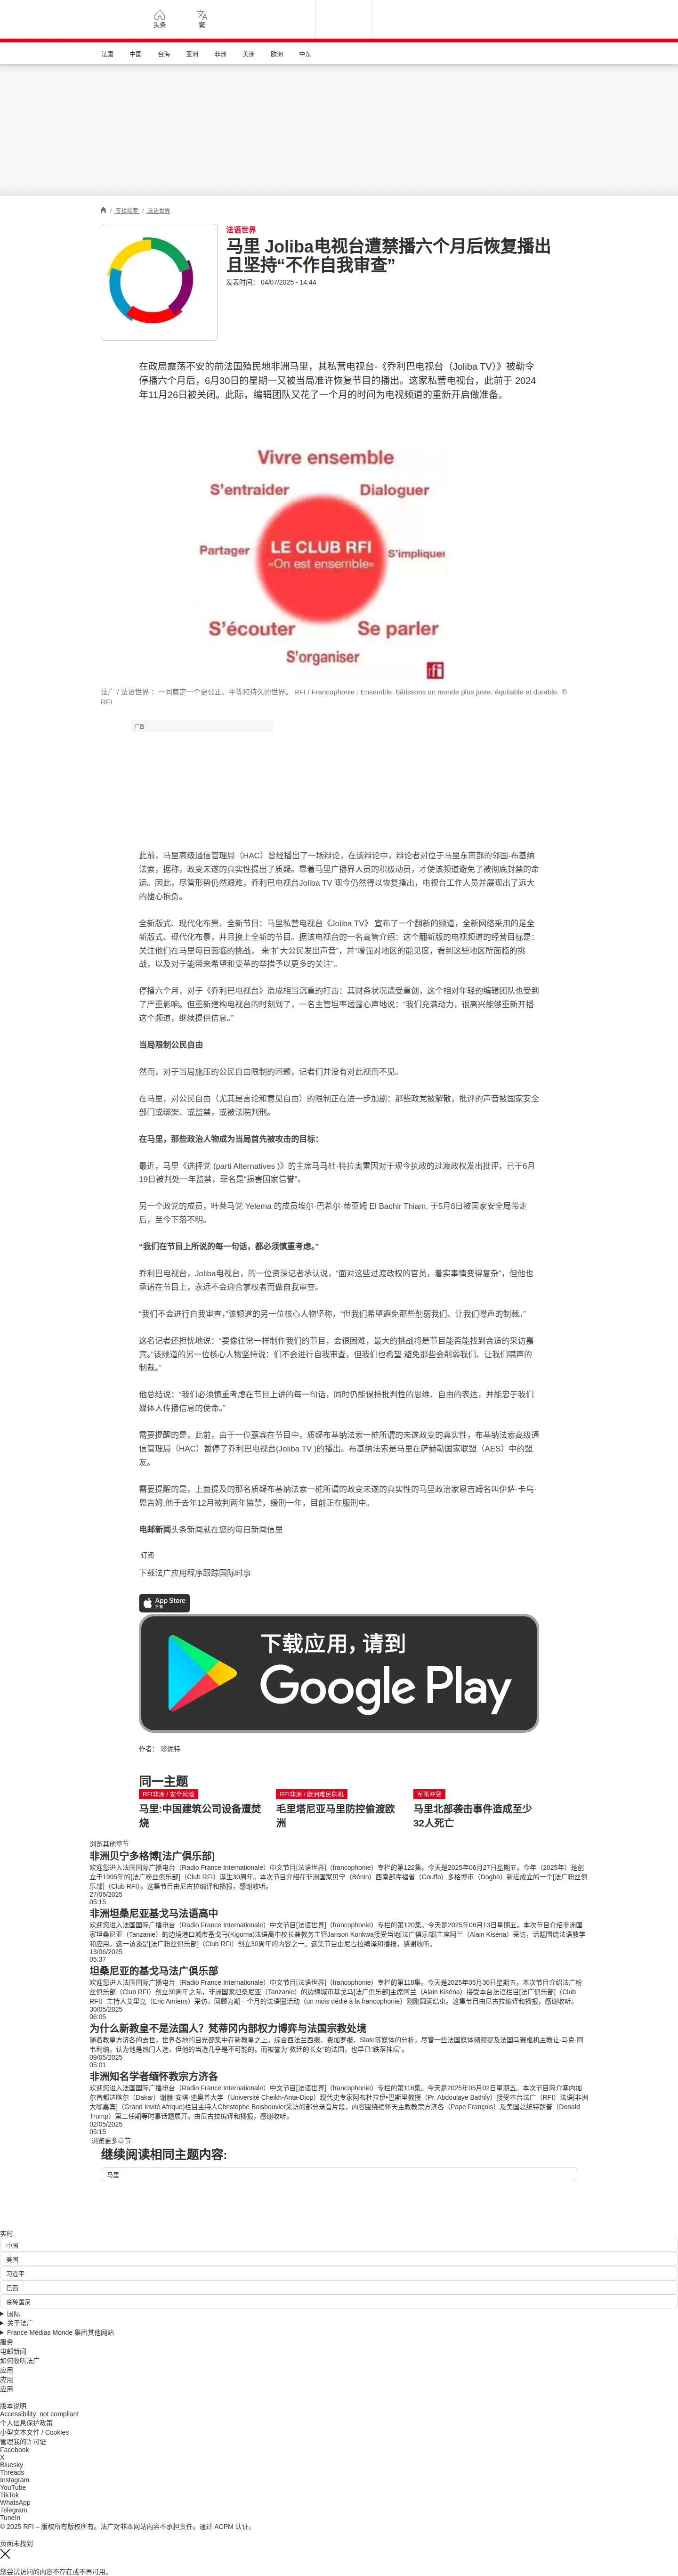 头条
繁
法国 中国 台海 亚洲 非洲 美洲 欧洲 中东
/ 专栏检索 / 法语世界
法语世界
马里 Joliba电视台遭禁播六个月后恢复播出
且坚持“不作自我审查”
发表时间： 04/07/2025 - 14:44
在政局震荡不安的前法国殖民地非洲马里，其私营电视台-《乔利巴电视台（Joliba TV）》被勒令
停播六个月后，6月30日的星期一又被当局准许恢复节目的播出。这家私营电视台，此前于 2024
年11月26日被关闭。此际，编辑团队又花了一个月的时间为电视频道的重新开启做准备。
Vivre ensemble
S'entraider Dialoguer
Partager LE CLUB RFI S'impliquer
«On est ensemble»
S'écouter Se parler
S'organiser
rfi
法广 / 法语世界 ：一同奠定一个更公正、平等和持久的世界。 RFI / Francophonie : Ensemble, bâtissons un monde plus juste, équitable et durable. ©
RFI
广告
此前，马里高级通信管理局（HAC）曾经播出了一场辩论，在该辩论中，辩论者对位于马里东南部的邻国-布基纳
法索，据称，政变未遂的真实性提出了质疑。靠着马里广播界人员的积极动员，才使该频道避免了被彻底封禁的命
运。因此，尽管形势仍然艰难，乔利巴电视台Joliba TV 现今仍然得以恢复播出，电视台工作人员并展现出了远大
的雄心抱负。
全新版式、现代化布景、全新节目：马里私营电视台《Joliba TV》 宣布了一个翻新的频道，全新网络采用的是全
新版式、现代化布景，并且换上全新的节目。据该电视台的一名高管介绍：这个翻新版的电视频道的经营目标是：
关注他们在马里每日面临的挑战， 来“扩大公民发出声音”，并“增强对地区的能见度，看到这些地区所面临的挑
战，以及对于能带来希望和变革的举措予以更多的关注”。
停播六个月，对于《乔利巴电视台》造成相当沉重的打击：其财务状况遭受重创，这个相对年轻的编辑团队也受到
了严重影响。但重新建构电视台的时刻到了，一名主管坦率透露心声地说：“我们充满动力，很高兴能够重新开播
这个频道，继续提供信息。”
当局限制公民自由
然而，对于当局施压的公民自由限制的问题，记者们并没有对此视而不见。
在马里，对公民自由（尤其是言论和意见自由）的限制正在进一步加剧：那些政党被解散，批评的声音被国家安全
部门或绑架、或监禁，或被法院判刑。
在马里，那些政治人物成为当局首先被攻击的目标：
最近，马里《选择党 (parti Alternatives )》的主席马马杜·特拉奥雷因对于现今执政的过渡政权发出批评，已于6月
19日被判处一年监禁，罪名是“损害国家信誉”。
另一个政党的成员，叶莱马党 Yelema 的成员埃尔·巴希尔·蒂亚姆 El Bachir Thiam, 于5月8日被国家安全局带走
后，至今下落不明。
“我们在节目上所说的每一句话，都必须慎重考虑。”
乔利巴电视台，Joliba电视台，的一位资深记者承认说，“面对这些过渡政权的官员，着实事情变得复杂”，但他也
承诺在节目上，永远不会迎合掌权者而做自我审查。
“我们不会进行自我审查，”该频道的另一位核心人物坚称，“但我们希望避免那些削弱我们、让我们噤声的制裁。”
这名记者还担忧地说：“要像往常一样制作我们的节目，会很困难，最大的挑战将是节目能否能找到合适的采访嘉
宾。”该频道的另一位核心人物坚持说：们不会进行自我审查，但我们也希望 避免那些会削弱我们、让我们噤声的
制裁。”
他总结说：“我们必须慎重考虑在节目上讲的每一句话，同时仍能保持批判性的思维、自由的表达，并能忠于我们
媒体人传播信息的使命。”
需要提醒的是，此前，由于一位嘉宾在节目中，质疑布基纳法索一桩所谓的未遂政变的真实性，布基纳法索高级通
信管理局（HAC）暂停了乔利巴电视台(Joliba TV )的播出。布基纳法索是马里在萨赫勒国家联盟（AES）中的盟
友。
需要提醒的是，上面提及的那名质疑布基纳法索一桩所谓的政变未遂的真实性的马里政治家恩吉姆名叫伊萨·卡乌·
恩吉姆,他于去年12月被判两年监禁，缓刑一年，目前正在服刑中。
电邮新闻头条新闻就在您的每日新闻信里
订阅
下载法广应用程序跟踪国际时事
App Store
下载
下载应用，请到
Google Play
作者： 珍妮特
同一主题
RFI非洲 / 安全风险 RFI非洲 / 欧洲难民危机 军事冲突
马里:中国建筑公司设备遭焚 毛里塔尼亚马里防控偷渡欧 马里北部袭击事件造成至少
烧 洲 32人死亡
浏览其他章节
非洲贝宁多格博[法广俱乐部]
欢迎您进入法国国际广播电台（Radio France Internationale）中文节目[法语世界]（francophonie）专栏的第122集。今天是2025年06月27日星期五。今年（2025年）是创
立于1995年的[法广粉丝俱乐部]（Club RFI）诞生30周年。本次节目介绍在非洲国家贝宁（Bénin）西南部库福省（Couffo）多格博市（Dogbo）新近成立的一个[法广粉丝俱
乐部]（Club RFI）。这集节目由尼古拉编译和播报，感谢收听。
27/06/2025
05:15
非洲坦桑尼亚基戈马法语高中
欢迎您进入法国国际广播电台（Radio France Internationale）中文节目[法语世界]（francophonie）专栏的第120集。今天是2025年06月13日星期五。本次节目介绍非洲国
家坦桑尼亚（Tanzanie）的边境港口城市基戈马(Kigoma)法语高中校长兼教务主管Janson Konkwa接受当地[法广俱乐部]主席阿兰（Alain Kiséna）采访，话题围绕法语教学
和应用。这一访谈是[法广粉丝俱乐部]（Club RFI）创立30周年的内容之一。这集节目由尼古拉编译和播报，感谢收听。
13/06/2025
05:37
坦桑尼亚的基戈马法广俱乐部
欢迎您进入法国国际广播电台（Radio France Internationale）中文节目[法语世界]（francophonie）专栏的第118集。今天是2025年05月30日星期五。本次节目介绍法广粉
丝俱乐部（Club RFI）创立30周年之际，非洲国家坦桑尼亚（Tanzanie）的边疆城市基戈马[法广俱乐部]主席阿兰（Alain Kiséna）接受本台法语栏目[法广俱乐部]（Club
RFI）主持人艾里克（Eric Amiens）采访，回顾为期一个月的法语圈活动（un mois dédié à la francophonie）刚刚圆满结束。这集节目由尼古拉编译和播报，感谢收听。
30/05/2025
06:05
为什么新教皇不是法国人？梵蒂冈内部权力博弈与法国宗教处境
随着教皇方济各的去世，世界各地的目光都集中在新教皇之上。综合西法兰西报、费加罗报、Slate等媒体的分析，尽管一些法国媒体频频提及法国马赛枢机主教让-马克·阿
韦利纳，认为他是热门人选，但他的当选几乎是不可能的。而被誉为“教廷的长女”的法国，也早已“跌落神坛”。
09/05/2025
05:01
非洲知名学者缅怀教宗方济各
欢迎您进入法国国际广播电台（Radio France Internationale）中文节目[法语世界]（francophonie）专栏的第116集。今天是2025年05月02日星期五。本次节目简介塞内加
尔首都达喀尔（Dakar）谢赫·安塔·迪奥普大学（Université Cheikh-Anta-Diop）现代史专家阿布杜拉伊•巴斯里教授（Pr. Abdoulaye Bathily）接受本台法广（RFI）法语[非洲
大咖嘉宾]（Grand Invité Afrique]栏目主持人Christophe Boisbouvier采访的部分录音片段，内容围绕缅怀天主教教宗方济各（Pape François）及美国总统特朗普（Donald
Trump）第二任期等时事话题展开。由尼古拉编译和播报，感谢收听。
02/05/2025
05:15
浏览更多章节
继续阅读相同主题内容:
马里
实时
中国
美国
习近平
巴西
金砖国家
国际
关于法广
France Médias Monde 集团其他网站
服务
电邮新闻
如何收听法广
应用
应用
应用
版本说明
Accessibility: not compliant
个人信息保护政策
小型文本文件 / Cookies
管理我的许可证
Facebook
X
Bluesky
Threads
Instagram
YouTube
TikTok
WhatsApp
Telegram
TuneIn
© 2025 RFI – 版权所有版权所有。法广对非本网站内容不承担责任。通过 ACPM 认证。
页面未找到
您尝试访问的内容不存在或不再可用。